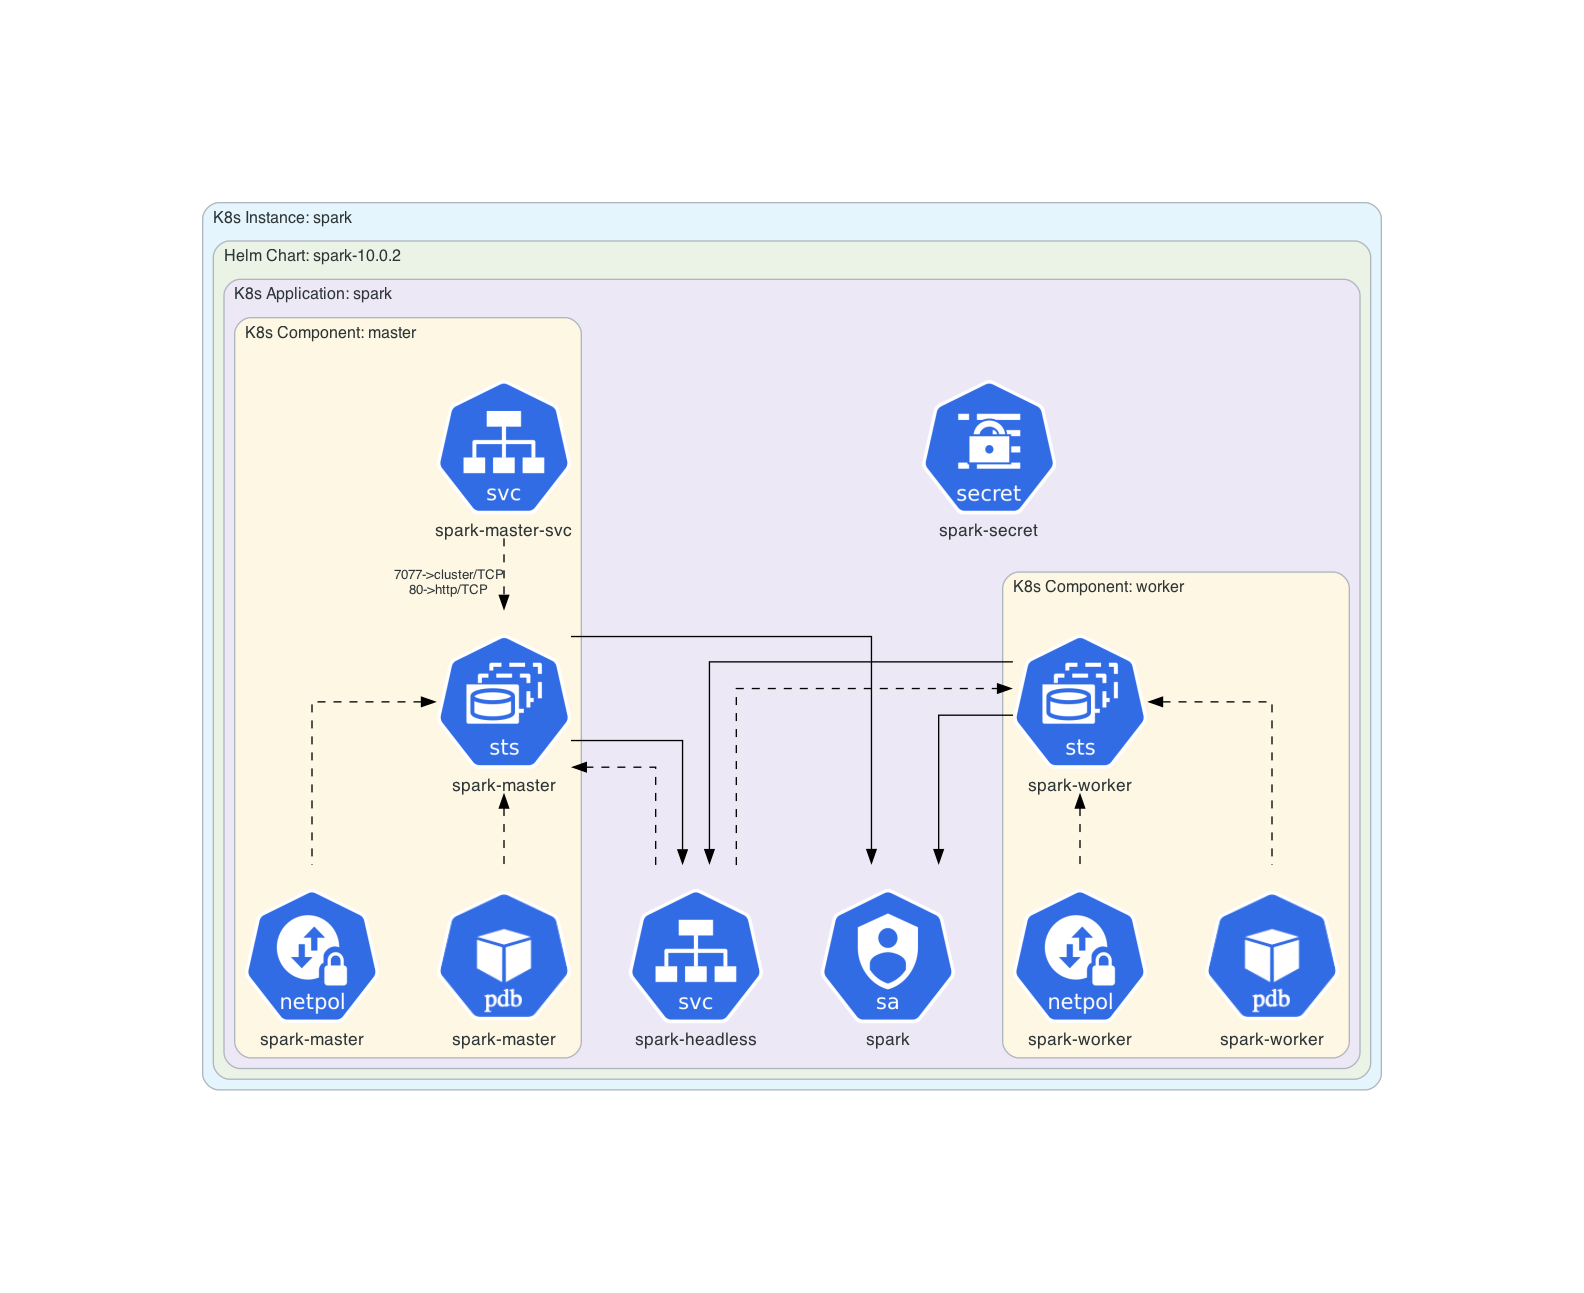 K8s Instance: spark
Helm Chart: spark-10.0.2
K8s Application: spark
K8s Component: master
svc
spark-master-svc
secret
spark-secret
7077->cluster/TCP
80->http/TCP
K8s Component: worker
sts
spark-master
sts
spark-worker
netpol
spark-master
pdb
spark-master
svc
spark-headless
sa
spark
netpol
spark-worker
pdb
spark-worker